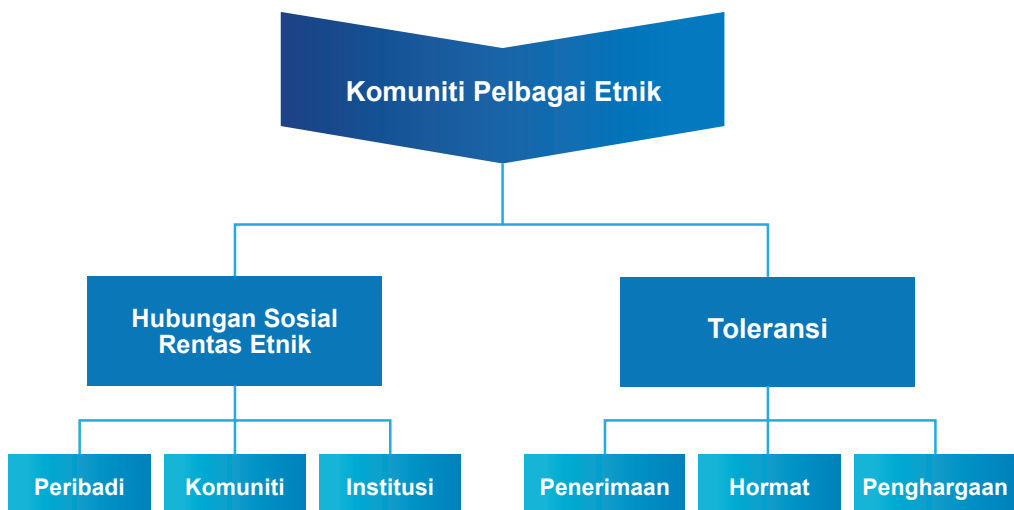 Komuniti Pelbagai Etnik
Hubungan Sosial
Rentas Etnik
Toleransi
Peribadi
Komuniti
Institusi
Penerimaan
Hormat
Penghargaan